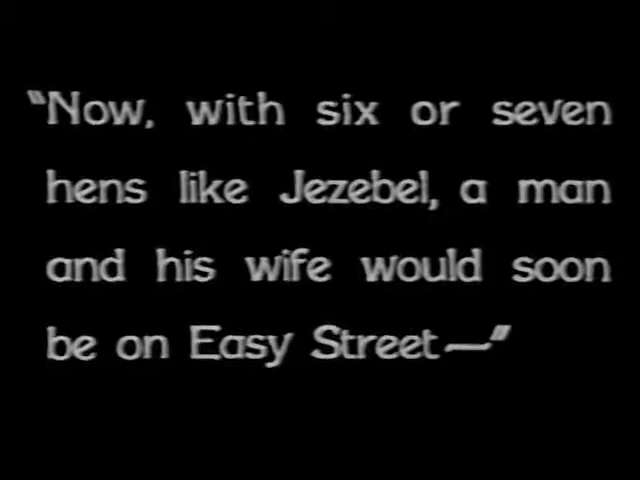 "Now, with six or seven
hens like Jezebel, a man
and his wife would soon
be on Easy Street—"